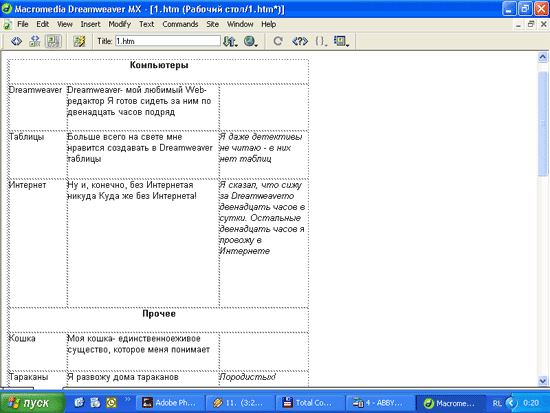 Macromedia Dreamweaver MX - [1.htm (Рабочий стол/1.htm*)]
File Edit View Insert Modify Text Commands Site Window Help
Title: 1.htm
Компьютеры
Dreamweaver
Dreamweaver- мой любимый Web-
редактор Я готов сидеть за ним по
двенадцать часов подряд
Таблицы
Больше всего на свете мне
нравится создавать в Dreamweaver
таблицы
Я даже детективы
не читаю - в них
нет таблиц
Интернет
Ну и, конечно, без Интернетая
никуда Куда же без Интернета!
Я сказал, что сижу
за Dreamweaverто
двенадцать часов в
сутки. Остальные
двенадцать часов я
провожу в
Интернете
Прочее
Кошка
Моя кошка- единственноеживое
существо, которое меня понимает
Тараканы
Я развожу дома тараканов
Породистых!
пуск
Adobe Ph...
11. (3:2...
Total Co...
4 - ABBY...
Macrome...
RL
0:20